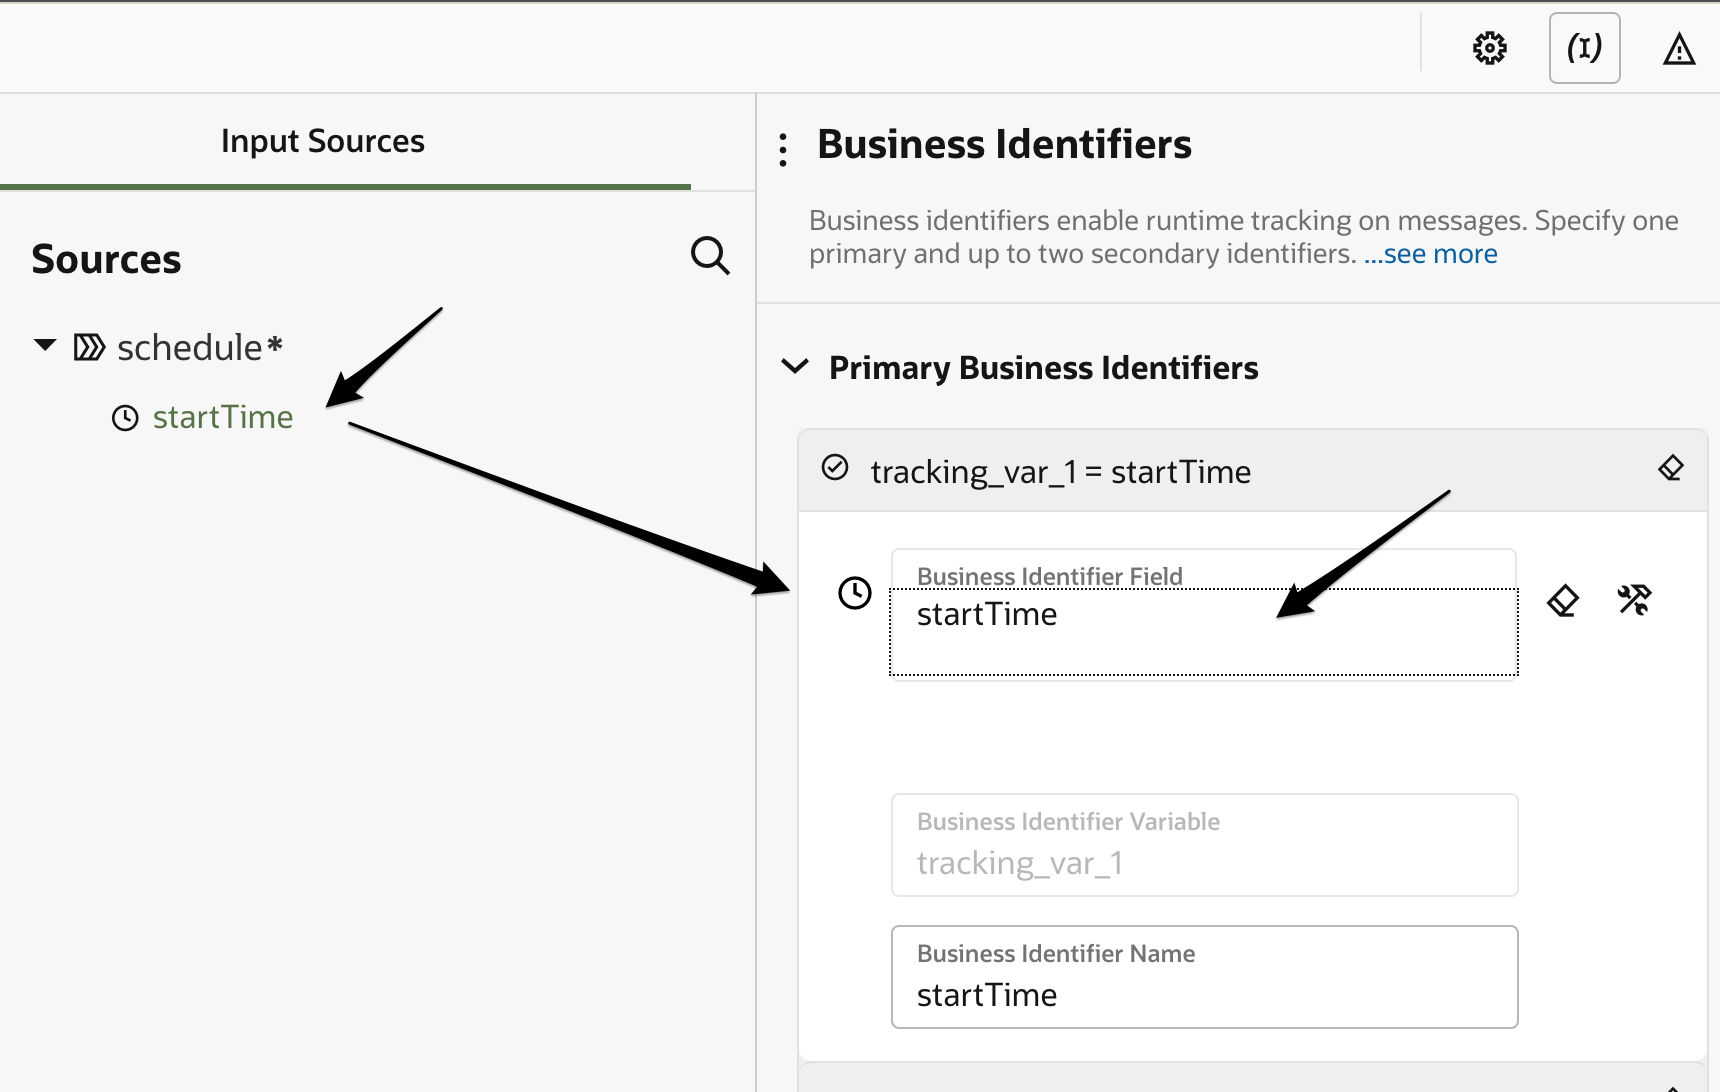 (I)
Input Sources
Sources
schedule*
startTime
Business Identifiers
Business identifiers enable runtime tracking on messages. Specify one
primary and up to two secondary identifiers. ...see more
Primary Business Identifiers
tracking_var_1 = startTime
Business Identifier Field
startTime
Business Identifier Variable
tracking_var_1
Business Identifier Name
startTime